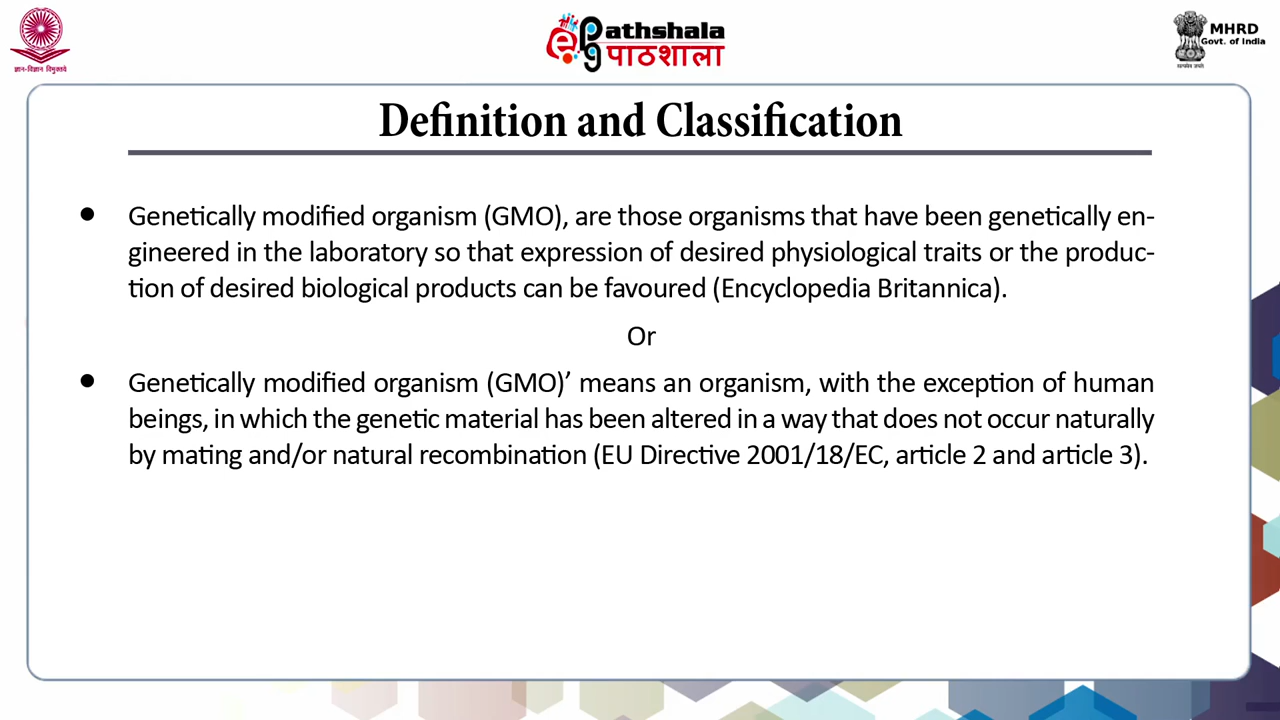 ज्ञान-विज्ञान विमुक्तये
Pathshala
पाठशाला
MHRD
Govt. of India
सत्यमेव जयते
Definition and Classification
● Genetically modified organism (GMO), are those organisms that have been genetically en-
gineered in the laboratory so that expression of desired physiological traits or the produc-
tion of desired biological products can be favoured (Encyclopedia Britannica).
Or
● Genetically modified organism (GMO)’ means an organism, with the exception of human
beings, in which the genetic material has been altered in a way that does not occur naturally
by mating and/or natural recombination (EU Directive 2001/18/EC, article 2 and article 3).